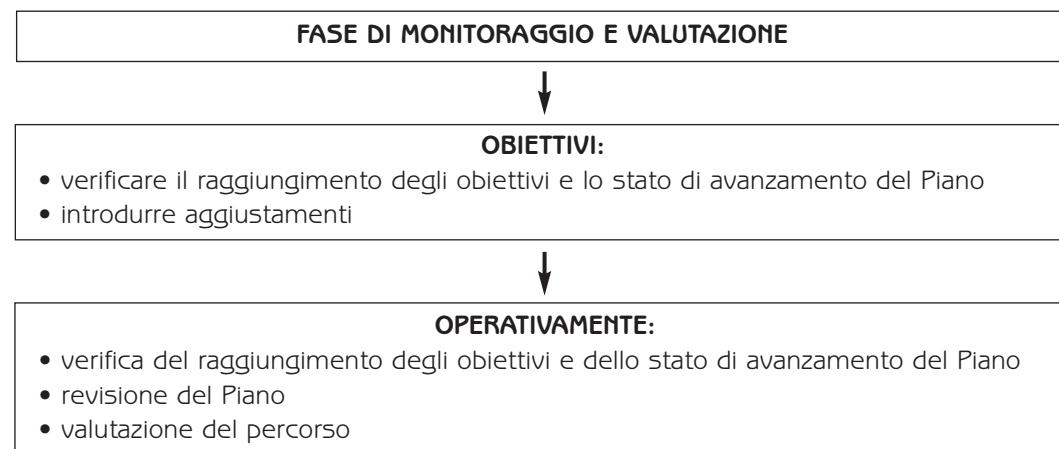 FASE DI MONITORAGGIO E VALUTAZIONE
OBIETTIVI:
• verificare il raggiungimento degli obiettivi e lo stato di avanzamento del Piano
• introdurre aggiustamenti
OPERATIVAMENTE:
• verifica del raggiungimento degli obiettivi e dello stato di avanzamento del Piano
• revisione del Piano
• valutazione del percorso